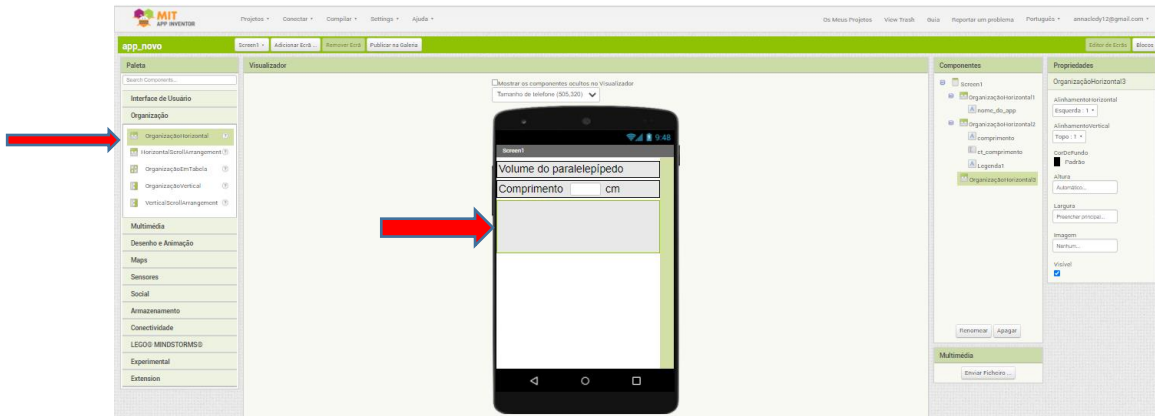 MIT
APP INVENTOR
Projetos
Conectar
Compilar
Settings
Ajuda
Os Meus Projetos
View Trash
Guia
Reportar um problema
Português
annaclody12@gmail.com
app_novo
Screen1
Adicionar Ecrã ...
Remover Ecrã
Publicar na Galeria
Editor de Ecrãs
Blocos
Paleta
Search Components...
Interface de Usuário
Organização
OrganizaçãoHorizontal
HorizontalScrollArrangement
OrganizaçãoEmTabela
OrganizaçãoVertical
VerticalScrollArrangement
Multimédia
Desenho e Animação
Maps
Sensores
Social
Armazenamento
Conectividade
LEGO® MINDSTORMS®
Experimental
Extension
Visualizador
Mostrar os componentes ocultos no Visualizador
Tamanho de telefone (505,320)
9:48
Screen1
Volume do paralelepípedo
Comprimento cm
Componentes
Screen1
OrganizaçãoHorizontal1
nome_do_app
OrganizaçãoHorizontal2
comprimento
ct_comprimento
Legenda1
OrganizaçãoHorizontal3
Renomear
Apagar
Multimédia
Enviar Ficheiro ...
Propriedades
OrganizaçãoHorizontal3
AlinhamentoHorizontal
Esquerda : 1
AlinhamentoVertical
Topo : 1
CorDeFundo
Padrão
Altura
Automático...
Largura
Preencher principal...
Imagem
Nenhum...
Visível